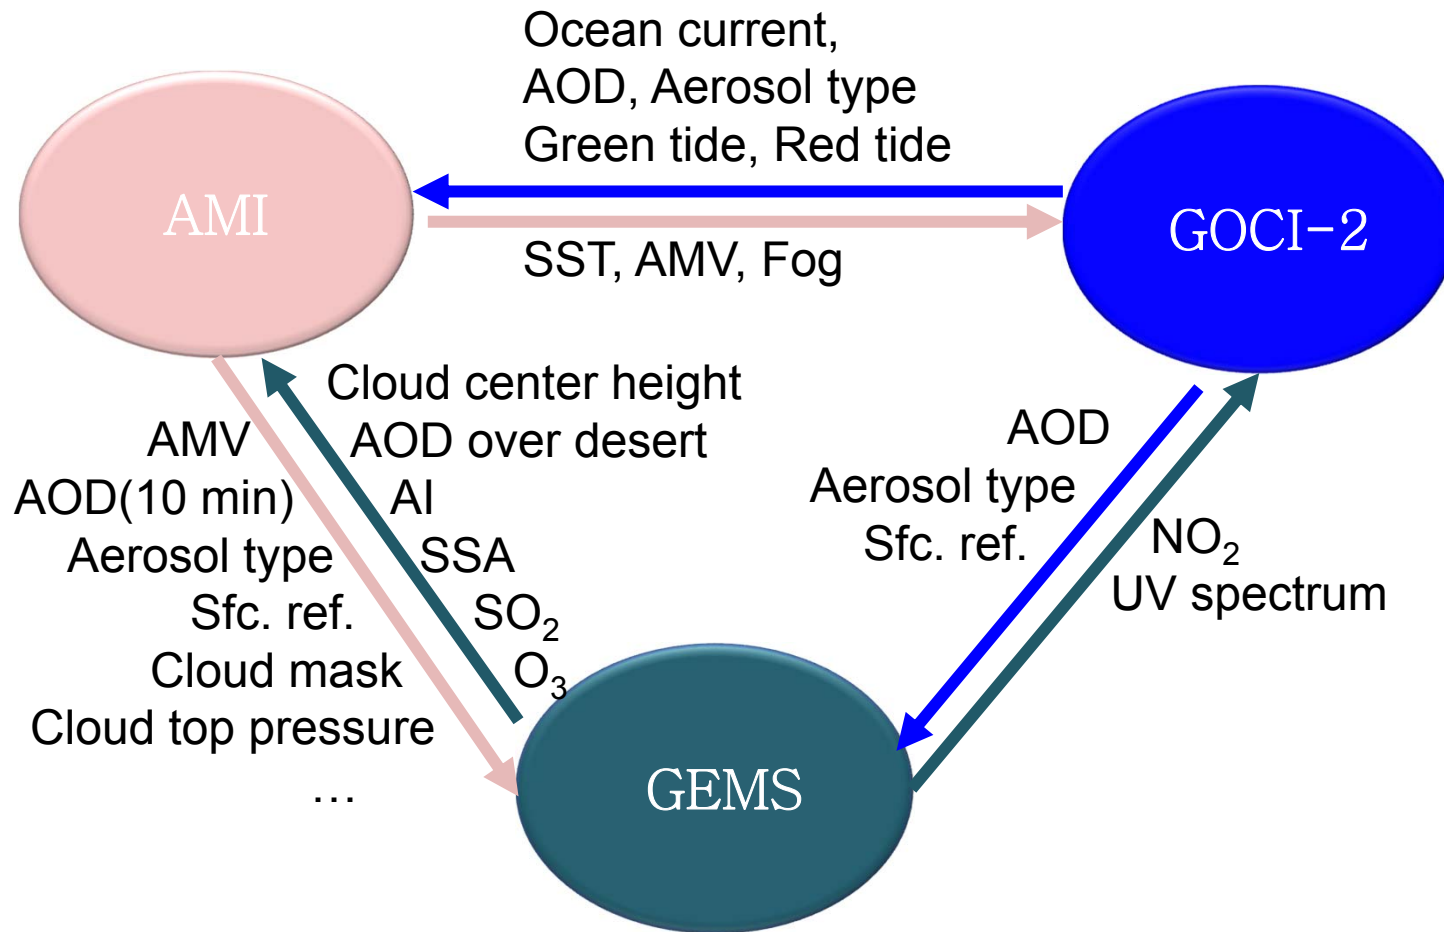 Ocean current,
AOD, Aerosol type
Green tide, Red tide
AMI
GOCI-2
SST, AMV, Fog
Cloud center height
AOD over desert
AI
SSA
SO₂
O₃
AMV
AOD(10 min)
Aerosol type
Sfc. ref.
Cloud mask
Cloud top pressure
...
AOD
Aerosol type
Sfc. ref.
NO₂
UV spectrum
GEMS